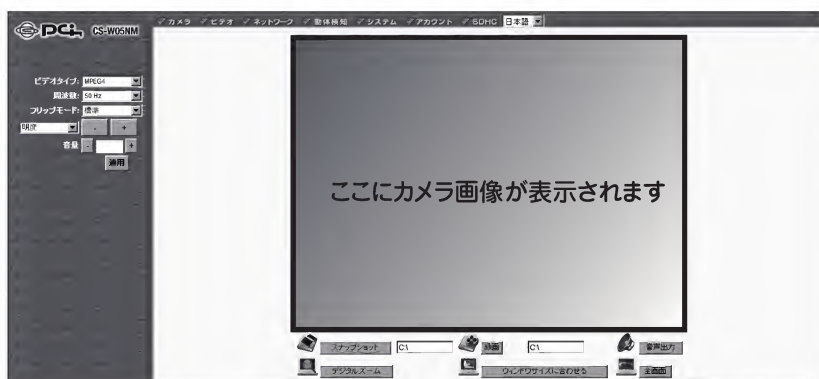 PCi CS-W05NM
カメラ ビデオ ネットワーク 動体検知 システム アカウント SDHC 日本語
ビデオタイプ: MPEG4
周波数: 50 Hz
フリップモード: 標準
明度 - +
音量 - +
適用
ここにカメラ画像が表示されます
スナップショット C:\ 録画 C:\ 音声出力
デジタルズーム ウィンドウサイズに合わせる 全画面